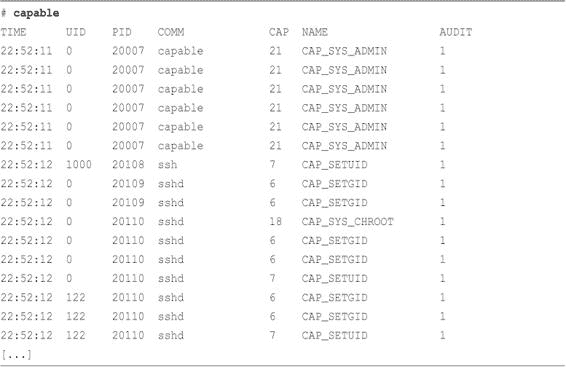 # capable
TIME UID PID COMM CAP NAME AUDIT
22:52:11 0 20007 capable 21 CAP_SYS_ADMIN 1
22:52:11 0 20007 capable 21 CAP_SYS_ADMIN 1
22:52:11 0 20007 capable 21 CAP_SYS_ADMIN 1
22:52:11 0 20007 capable 21 CAP_SYS_ADMIN 1
22:52:11 0 20007 capable 21 CAP_SYS_ADMIN 1
22:52:11 0 20007 capable 21 CAP_SYS_ADMIN 1
22:52:12 1000 20108 ssh 7 CAP_SETUID 1
22:52:12 0 20109 sshd 6 CAP_SETGID 1
22:52:12 0 20109 sshd 6 CAP_SETGID 1
22:52:12 0 20110 sshd 18 CAP_SYS_CHROOT 1
22:52:12 0 20110 sshd 6 CAP_SETGID 1
22:52:12 0 20110 sshd 6 CAP_SETGID 1
22:52:12 0 20110 sshd 7 CAP_SETUID 1
22:52:12 122 20110 sshd 6 CAP_SETGID 1
22:52:12 122 20110 sshd 6 CAP_SETGID 1
22:52:12 122 20110 sshd 7 CAP_SETUID 1
[...]